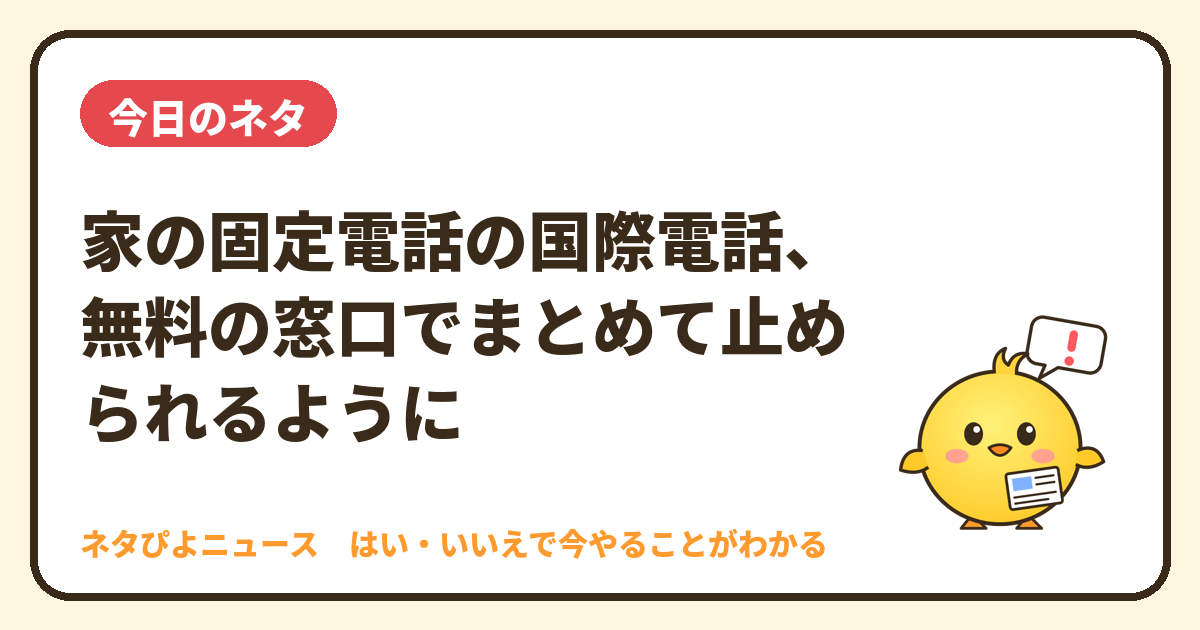 今日のネタ
家の固定電話の国際電話、
無料の窓口でまとめて止め
られるように
ネタぴよニュース　はい・いいえで今やることがわかる
!